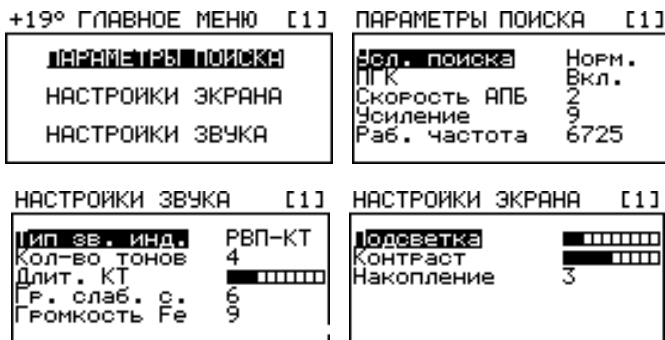 +19° ГЛАВНОЕ МЕНЮ [1]
ПАРАМЕТРЫ ПОИСКА
НАСТРОЙКИ ЭКРАНА
НАСТРОЙКИ ЗВУКА
ПАРАМЕТРЫ ПОИСКА [1]
Усл. поиска Норм.
ПГК Вкл.
Скорость АПБ 2
Усиление 9
Раб. частота 6725
НАСТРОЙКИ ЗВУКА [1]
Тип зв. инд. РВП-КТ
Кол-во тонов 4
Длит. КТ
Гр. слаб. с. 6
Громкость Fe 9
НАСТРОЙКИ ЭКРАНА [1]
Подсветка
Контраст
Накопление 3